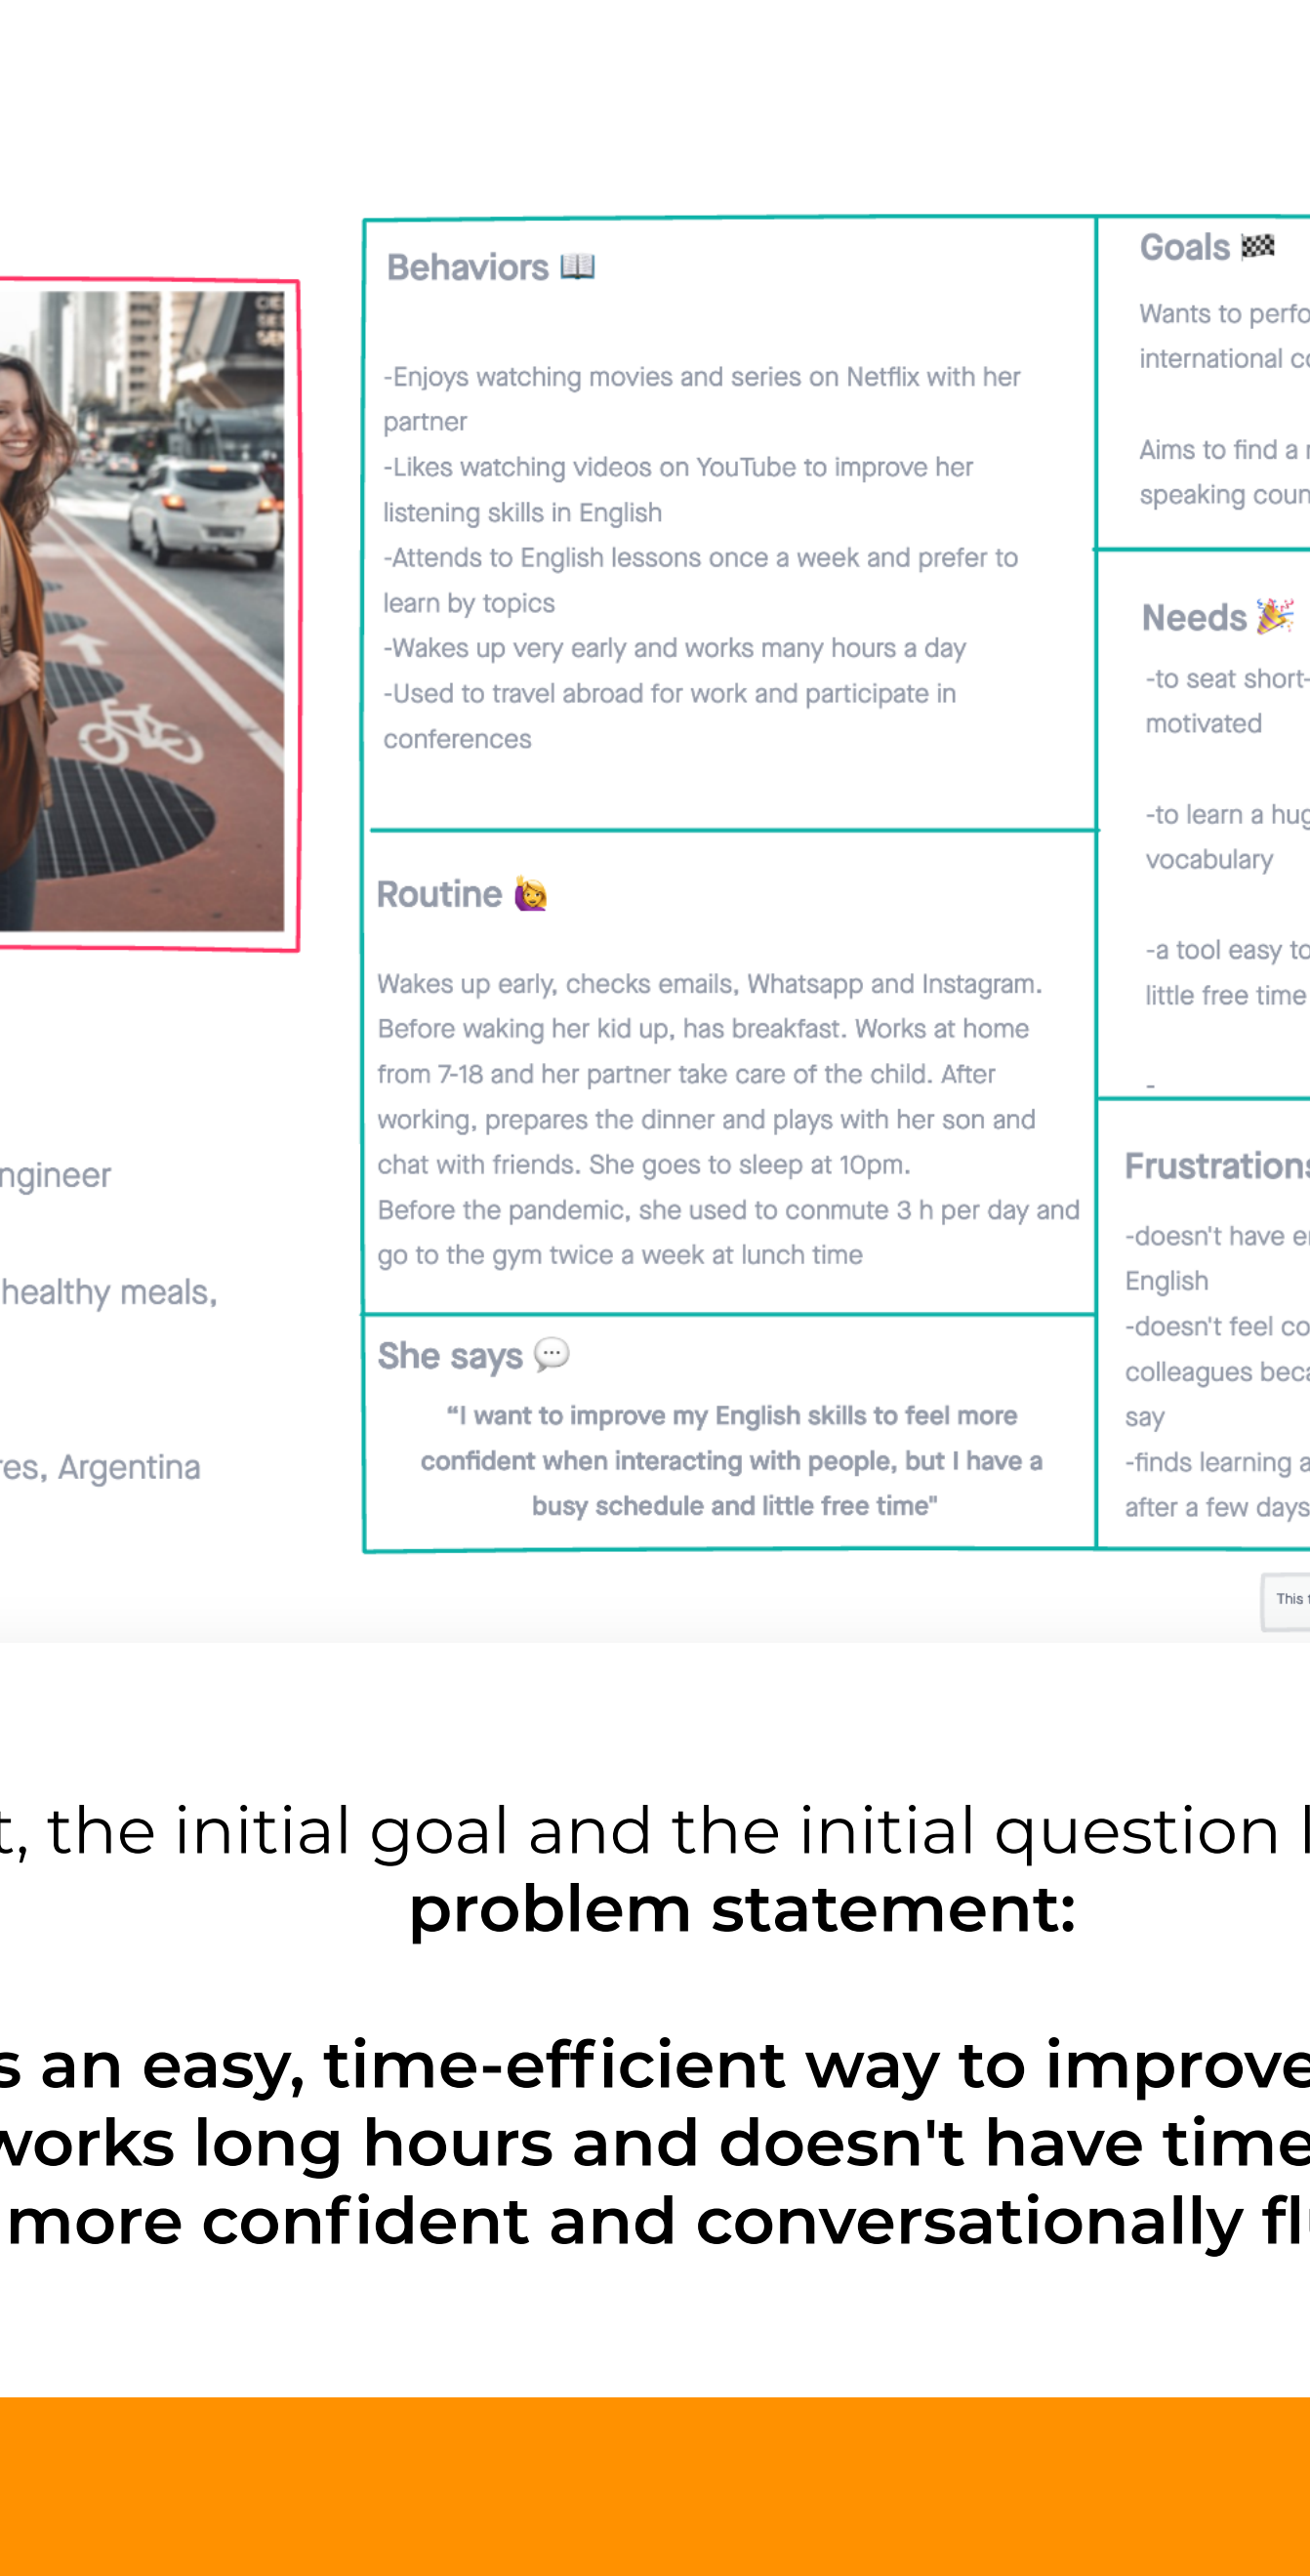 Behaviors
-Enjoys watching movies and series on Netflix with her
partner
-Likes watching videos on YouTube to improve her
listening skills in English
-Attends to English lessons once a week and prefer to
learn by topics
-Wakes up very early and works many hours a day
-Used to travel abroad for work and participate in
conferences
Routine
Wakes up early, checks emails, Whatsapp and Instagram.
Before waking her kid up, has breakfast. Works at home
from 7-18 and her partner take care of the child. After
working, prepares the dinner and plays with her son and
chat with friends. She goes to sleep at 10pm.
Before the pandemic, she used to conmute 3 h per day and
go to the gym twice a week at lunch time
She says
“I want to improve my English skills to feel more
confident when interacting with people, but I have a
busy schedule and little free time"
Goals
Wants to perfo
international co
Aims to find a
speaking coun
Needs
-to seat short-
motivated
-to learn a hug
vocabulary
-a tool easy to
little free time
-
Frustrations
-doesn't have e
English
-doesn't feel co
colleagues beca
say
-finds learning a
after a few days
This
ngineer
healthy meals,
res, Argentina
t, the initial goal and the initial question
problem statement:
s an easy, time-efficient way to improve
works long hours and doesn't have time
more confident and conversationally fl